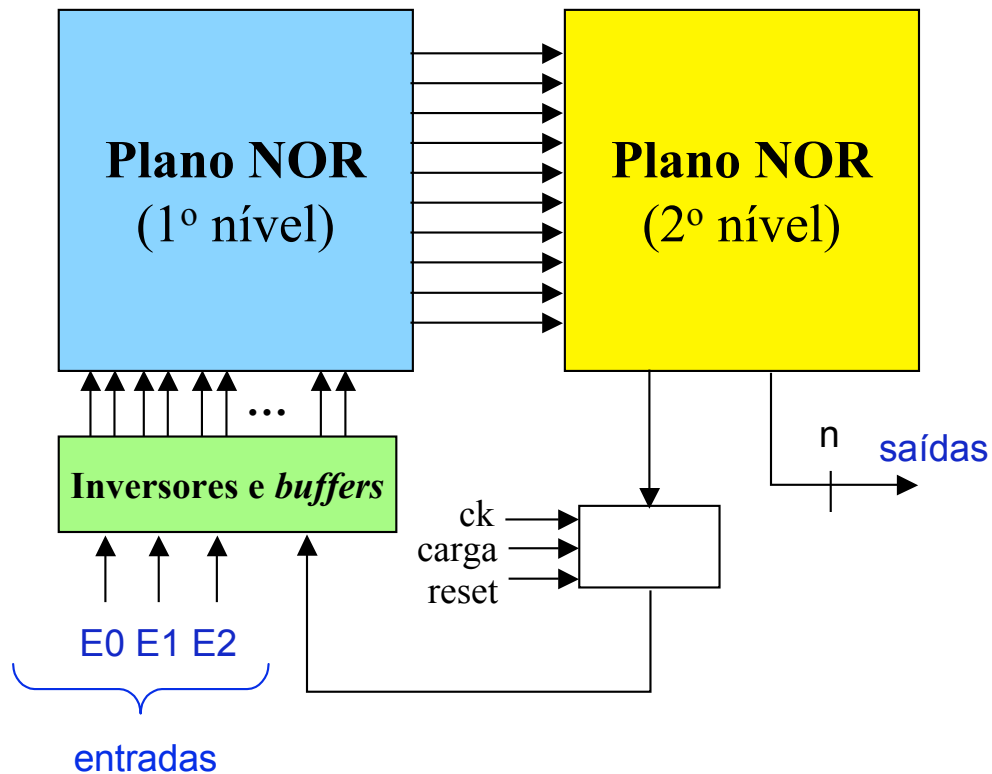 Plano NOR
(1º nível)
Plano NOR
(2º nível)
...
Inversores e buffers
n
saídas
ck
carga
reset
E0 E1 E2
entradas